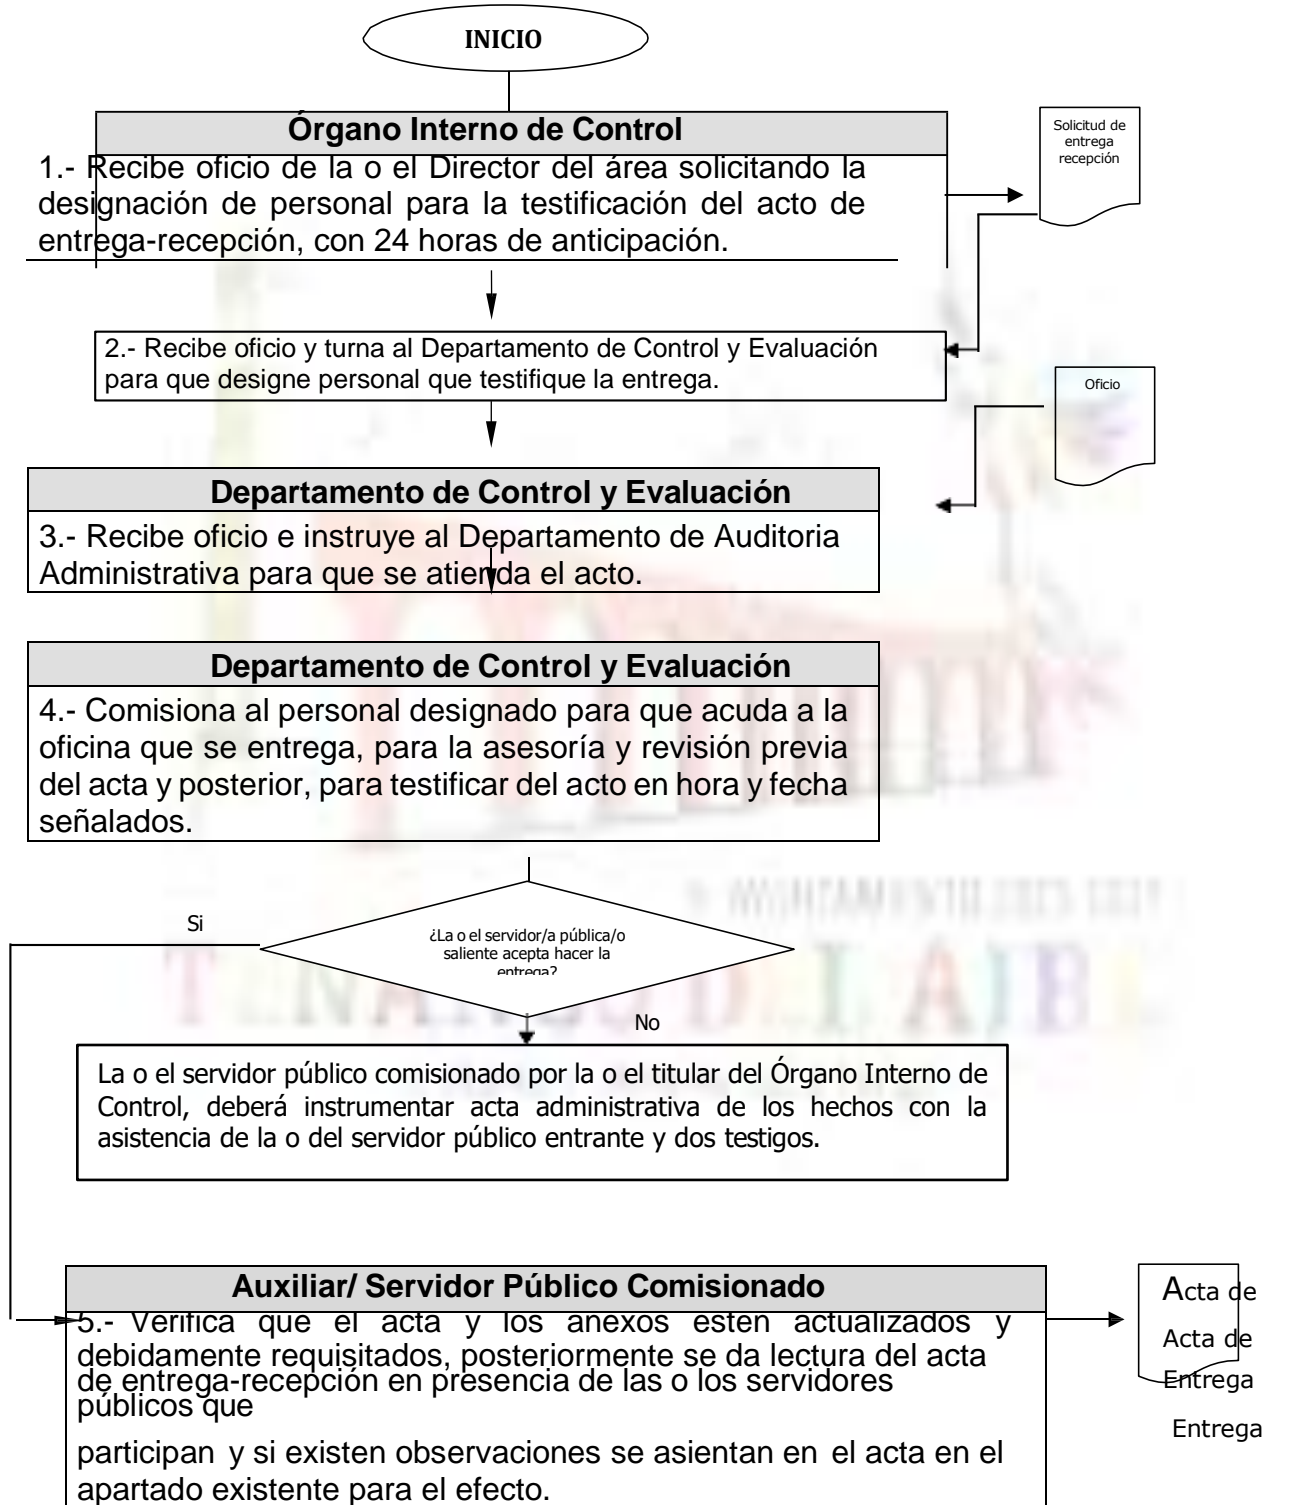 INICIO
Órgano Interno de Control
1.- Recibe oficio de la o el Director del área solicitando la
designación de personal para la testificación del acto de
entrega-recepción, con 24 horas de anticipación.
Solicitud de
entrega
recepción
2.- Recibe oficio y turna al Departamento de Control y Evaluación
para que designe personal que testifique la entrega.
Oficio
Departamento de Control y Evaluación
3.- Recibe oficio e instruye al Departamento de Auditoria
Administrativa para que se atienda el acto.
Departamento de Control y Evaluación
4.- Comisiona al personal designado para que acuda a la
oficina que se entrega, para la asesoría y revisión previa
del acta y posterior, para testificar del acto en hora y fecha
señalados.
Si
¿La o el servidor/a pública/o
saliente acepta hacer la
entrega?
No
La o el servidor público comisionado por la o el titular del Órgano Interno de
Control, deberá instrumentar acta administrativa de los hechos con la
asistencia de la o del servidor público entrante y dos testigos.
Auxiliar/ Servidor Público Comisionado
5.- Verifica que el acta y los anexos estén actualizados y
debidamente requisitados, posteriormente se da lectura del acta
de entrega-recepción en presencia de las o los servidores
públicos que
participan y si existen observaciones se asientan en el acta en el
apartado existente para el efecto.
Acta de
Acta de
Entrega
Entrega